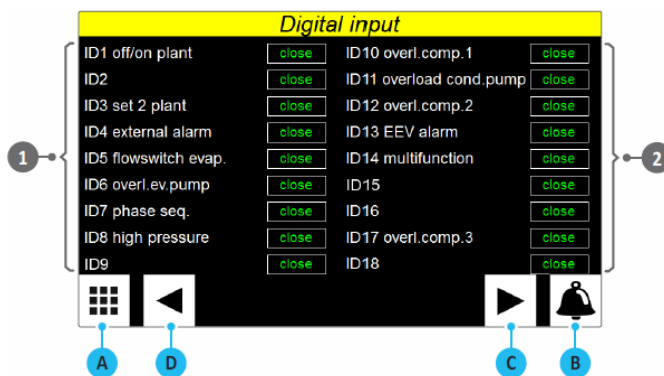 Digital input
ID1 off/on plant close ID10 overl.comp.1 close
ID2 close ID11 overload cond.pump close
ID3 set 2 plant close ID12 overl.comp.2 close
ID4 external alarm close ID13 EEV alarm close
1 ID5 flowswitch evap. close ID14 multifunction close 2
ID6 overl.ev.pump close ID15 close
ID7 phase seq. close ID16 close
ID8 high pressure close ID17 overl.comp.3 close
ID9 close ID18 close
A D C B